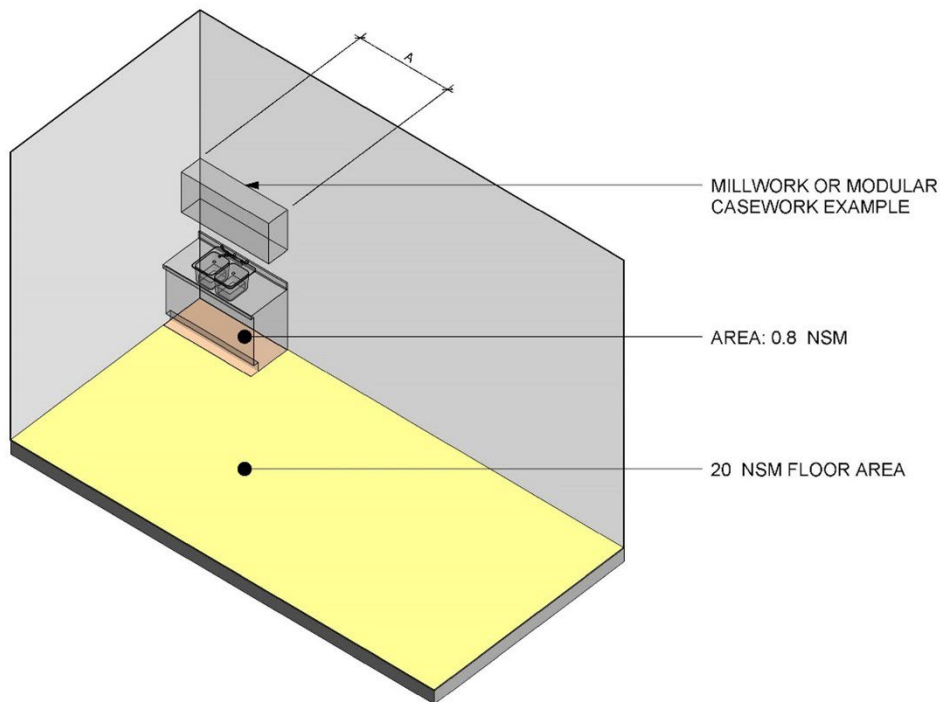 A
MILLWORK OR MODULAR
CASEWORK EXAMPLE
AREA: 0.8 NSM
20 NSM FLOOR AREA